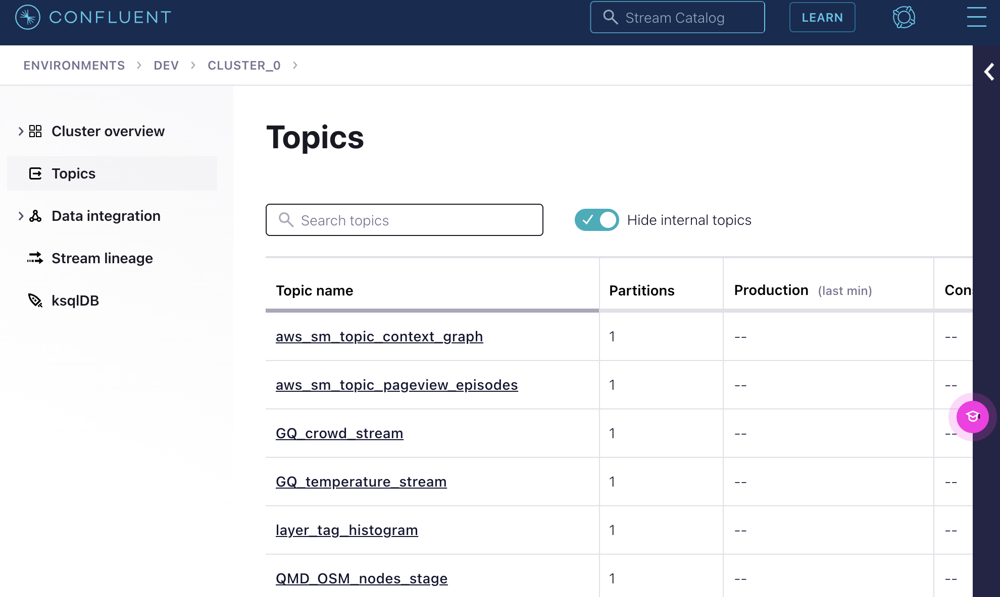 CONFLUENT
Stream Catalog
LEARN
ENVIRONMENTS > DEV > CLUSTER_0 >
Cluster overview
Topics
Data integration
Stream lineage
ksqlDB
Topics
Search topics
Hide internal topics
Topic name Partitions Production (last min) Con
aws_sm_topic_context_graph 1 -- --
aws_sm_topic_pageview_episodes 1 -- --
GQ_crowd_stream 1 -- --
GQ_temperature_stream 1 -- --
layer_tag_histogram 1 -- --
QMD_OSM_nodes_stage 1 -- --